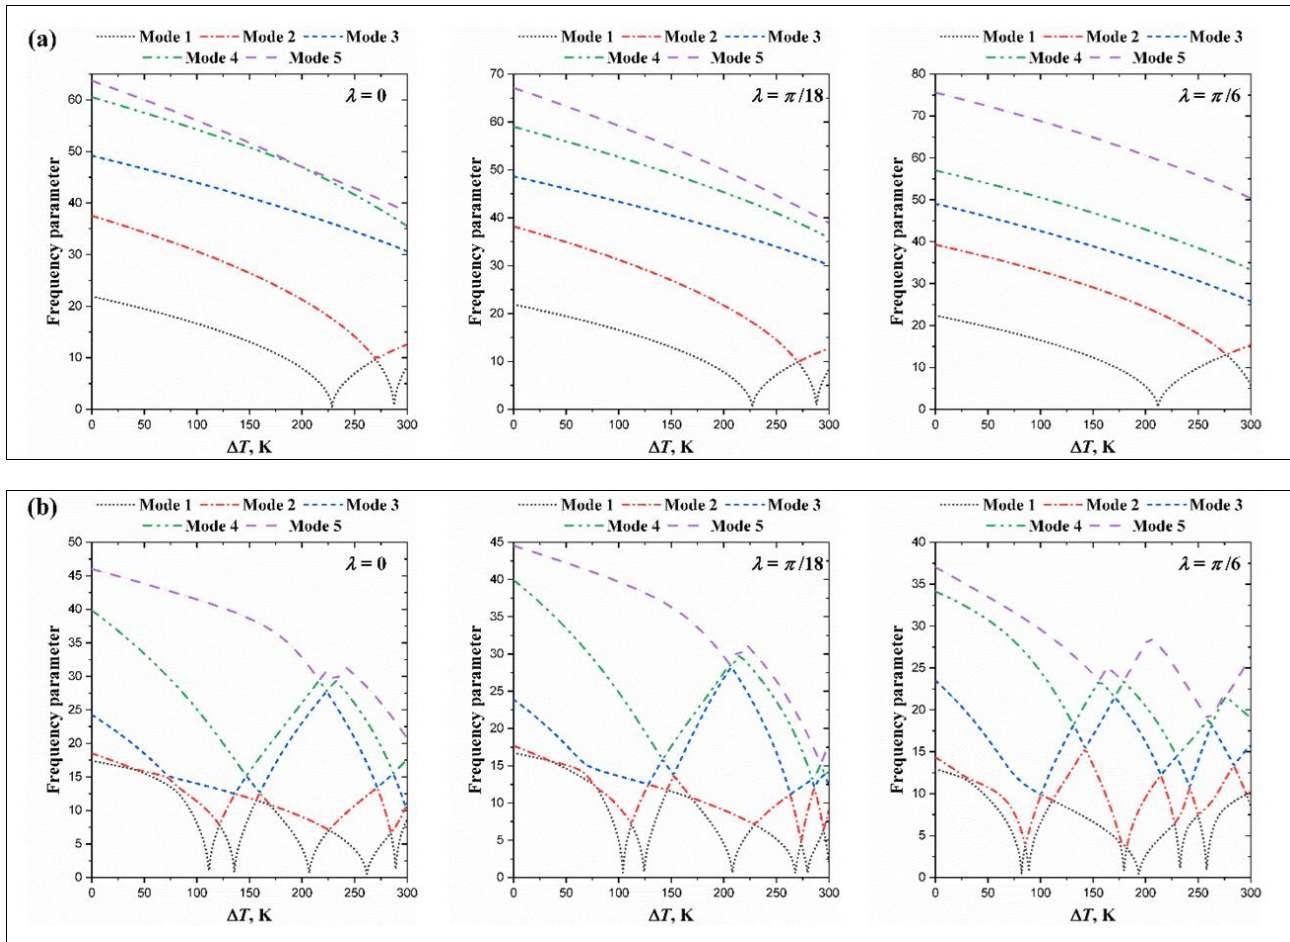 (a)
Mode 1 Mode 2 Mode 3
Mode 4 Mode 5
λ = 0
Frequency parameter
60
50
40
30
20
10
0
0 50 100 150 200 250 300
ΔT, K
Mode 1 Mode 2 Mode 3
Mode 4 Mode 5
λ = π/18
Frequency parameter
70
60
50
40
30
20
10
0
0 50 100 150 200 250 300
ΔT, K
Mode 1 Mode 2 Mode 3
Mode 4 Mode 5
λ = π/6
Frequency parameter
80
70
60
50
40
30
20
10
0
0 50 100 150 200 250 300
ΔT, K
(b)
Mode 1 Mode 2 Mode 3
Mode 4 Mode 5
λ = 0
Frequency parameter
50
45
40
35
30
25
20
15
10
5
0
0 50 100 150 200 250 300
ΔT, K
Mode 1 Mode 2 Mode 3
Mode 4 Mode 5
λ = π/18
Frequency parameter
45
40
35
30
25
20
15
10
5
0
0 50 100 150 200 250 300
ΔT, K
Mode 1 Mode 2 Mode 3
Mode 4 Mode 5
λ = π/6
Frequency parameter
40
35
30
25
20
15
10
5
0
0 50 100 150 200 250 300
ΔT, K